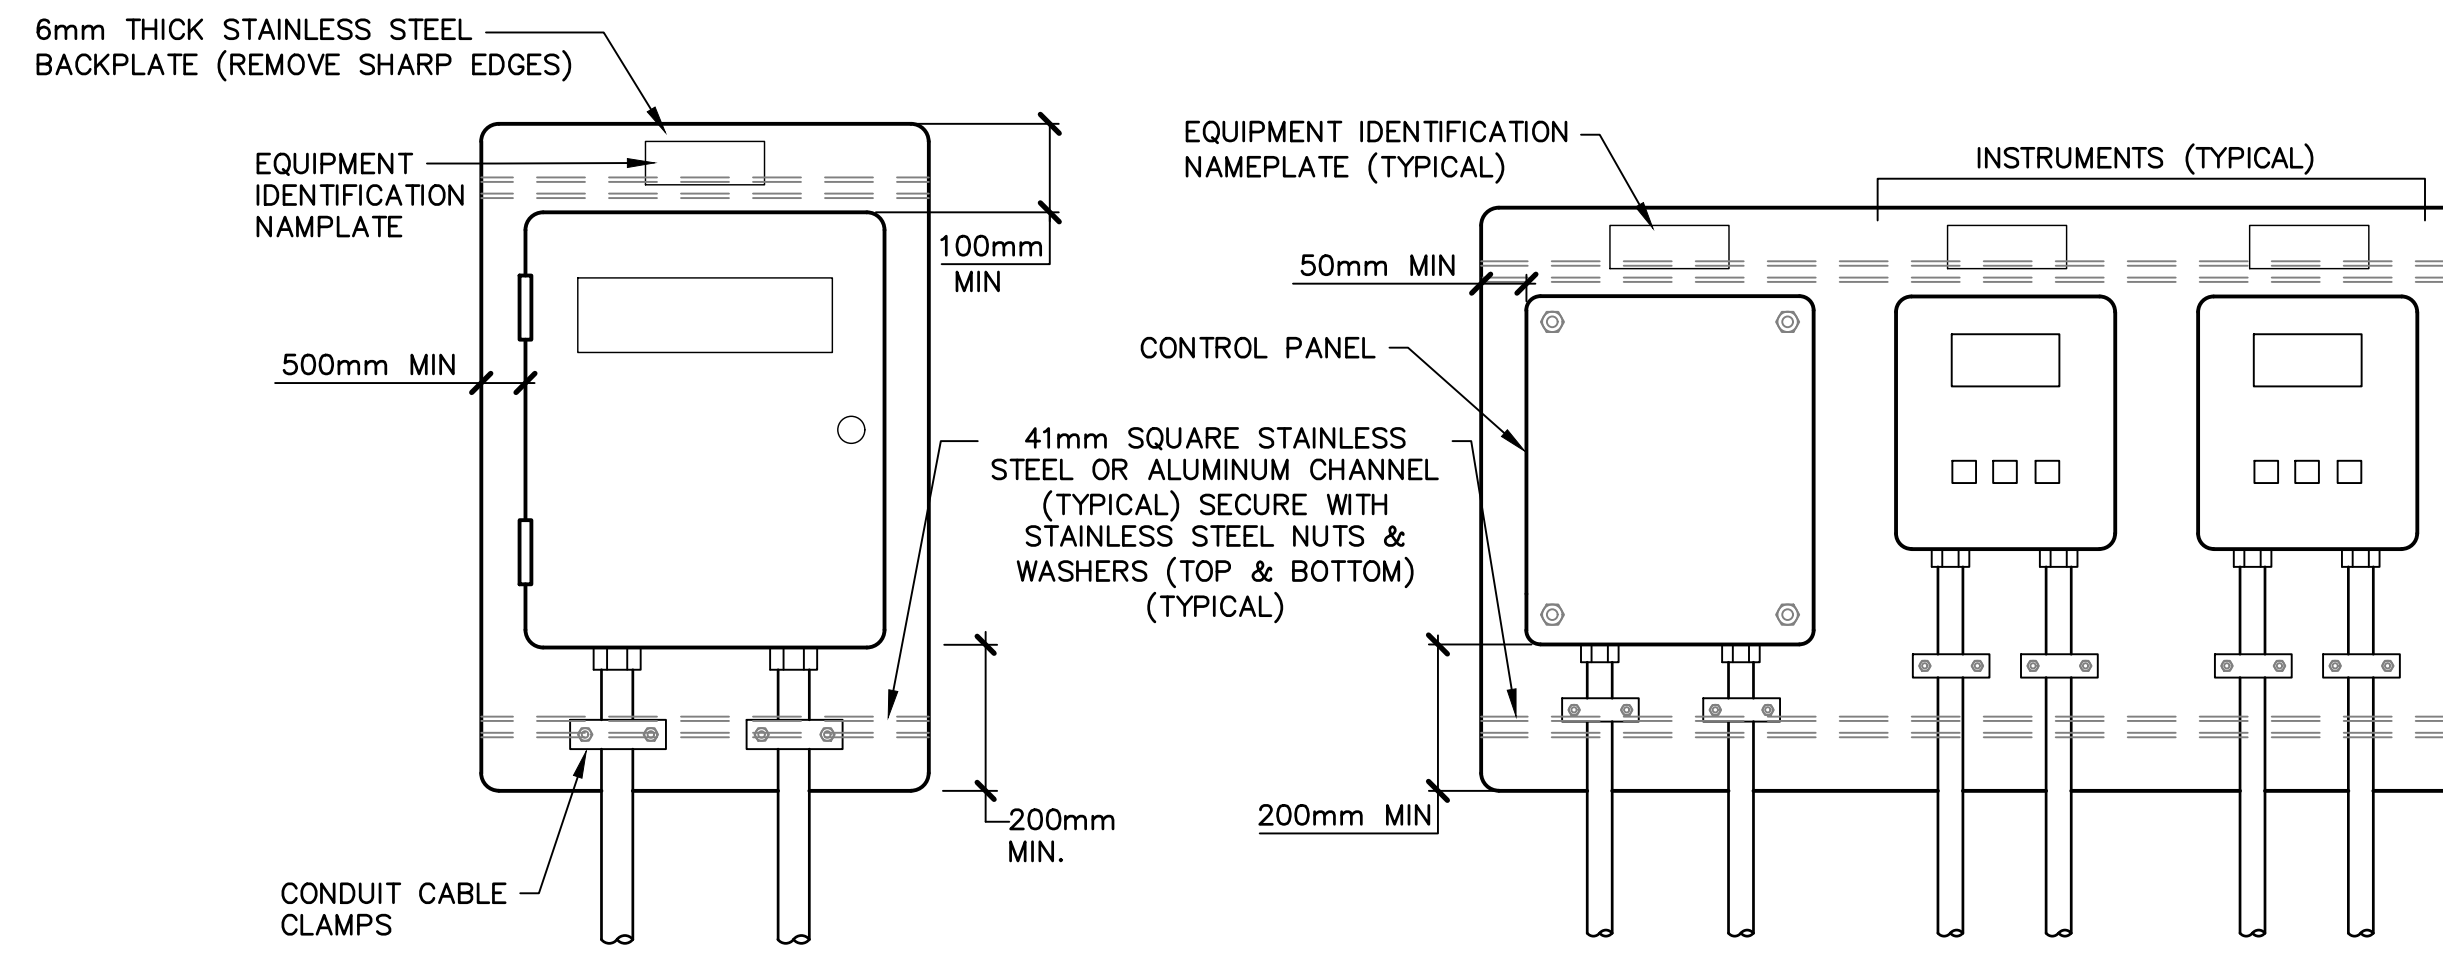 6mm THICK STAINLESS STEEL
BACKPLATE (REMOVE SHARP EDGES)
EQUIPMENT
IDENTIFICATION
NAMPLATE
100mm
MIN
500mm MIN
41mm SQUARE STAINLESS
STEEL OR ALUMINUM CHANNEL
(TYPICAL) SECURE WITH
STAINLESS STEEL NUTS &
WASHERS (TOP & BOTTOM)
(TYPICAL)
200mm
MIN.
CONDUIT CABLE
CLAMPS
EQUIPMENT IDENTIFICATION
NAMEPLATE (TYPICAL)
INSTRUMENTS (TYPICAL)
50mm MIN
CONTROL PANEL
200mm MIN